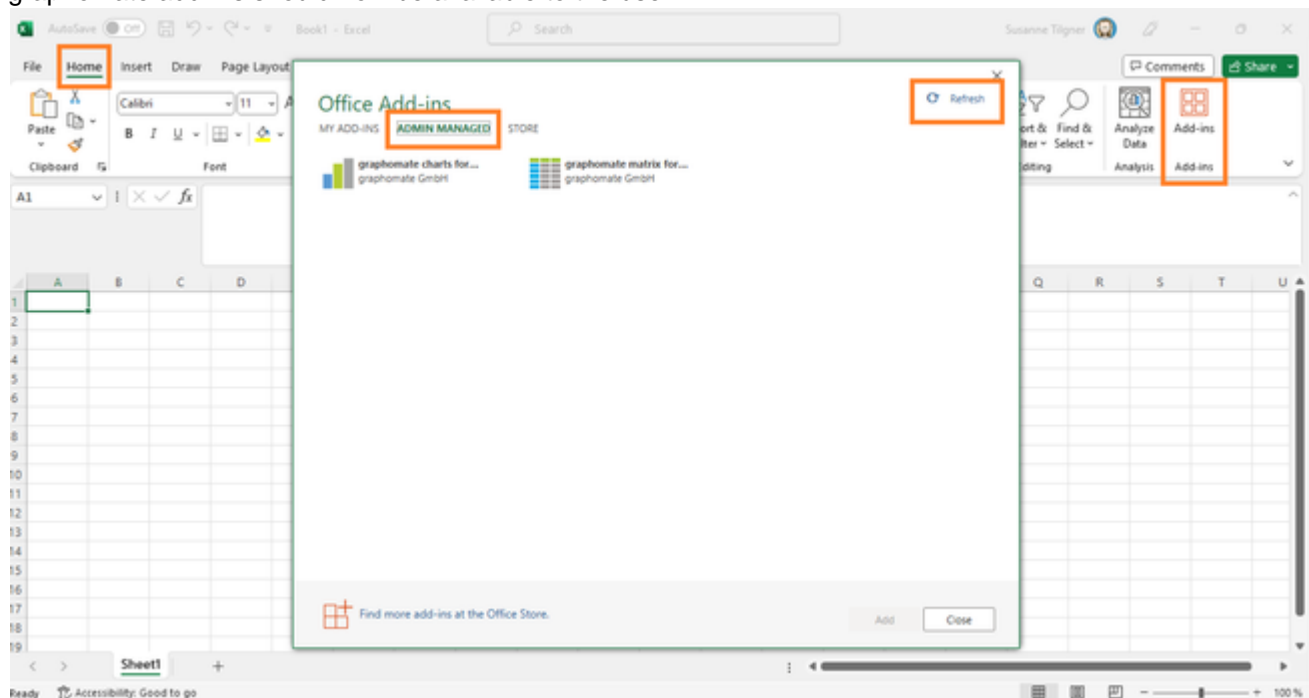 AutoSave Off Book1 - Excel Search Susanne Tilgner
File Home Insert Draw Page Layout Comments Share
Office Add-ins Refresh
MY ADD-INS ADMIN MANAGED STORE
Paste Calibri 11 B I U Find & Select Analyze Data Add-ins
Clipboard Font Analysis Add-ins
graphomate charts for... graphomate matrix for...
graphomate GmbH graphomate GmbH
A1 fx
A B C D Q R S T U
1
2
3
4
5
6
7
8
9
10
11
12
13
14
15
16
17
18
19
Find more add-ins at the Office Store. Add Close
Sheet1
Ready Accessibility: Good to go 100 %